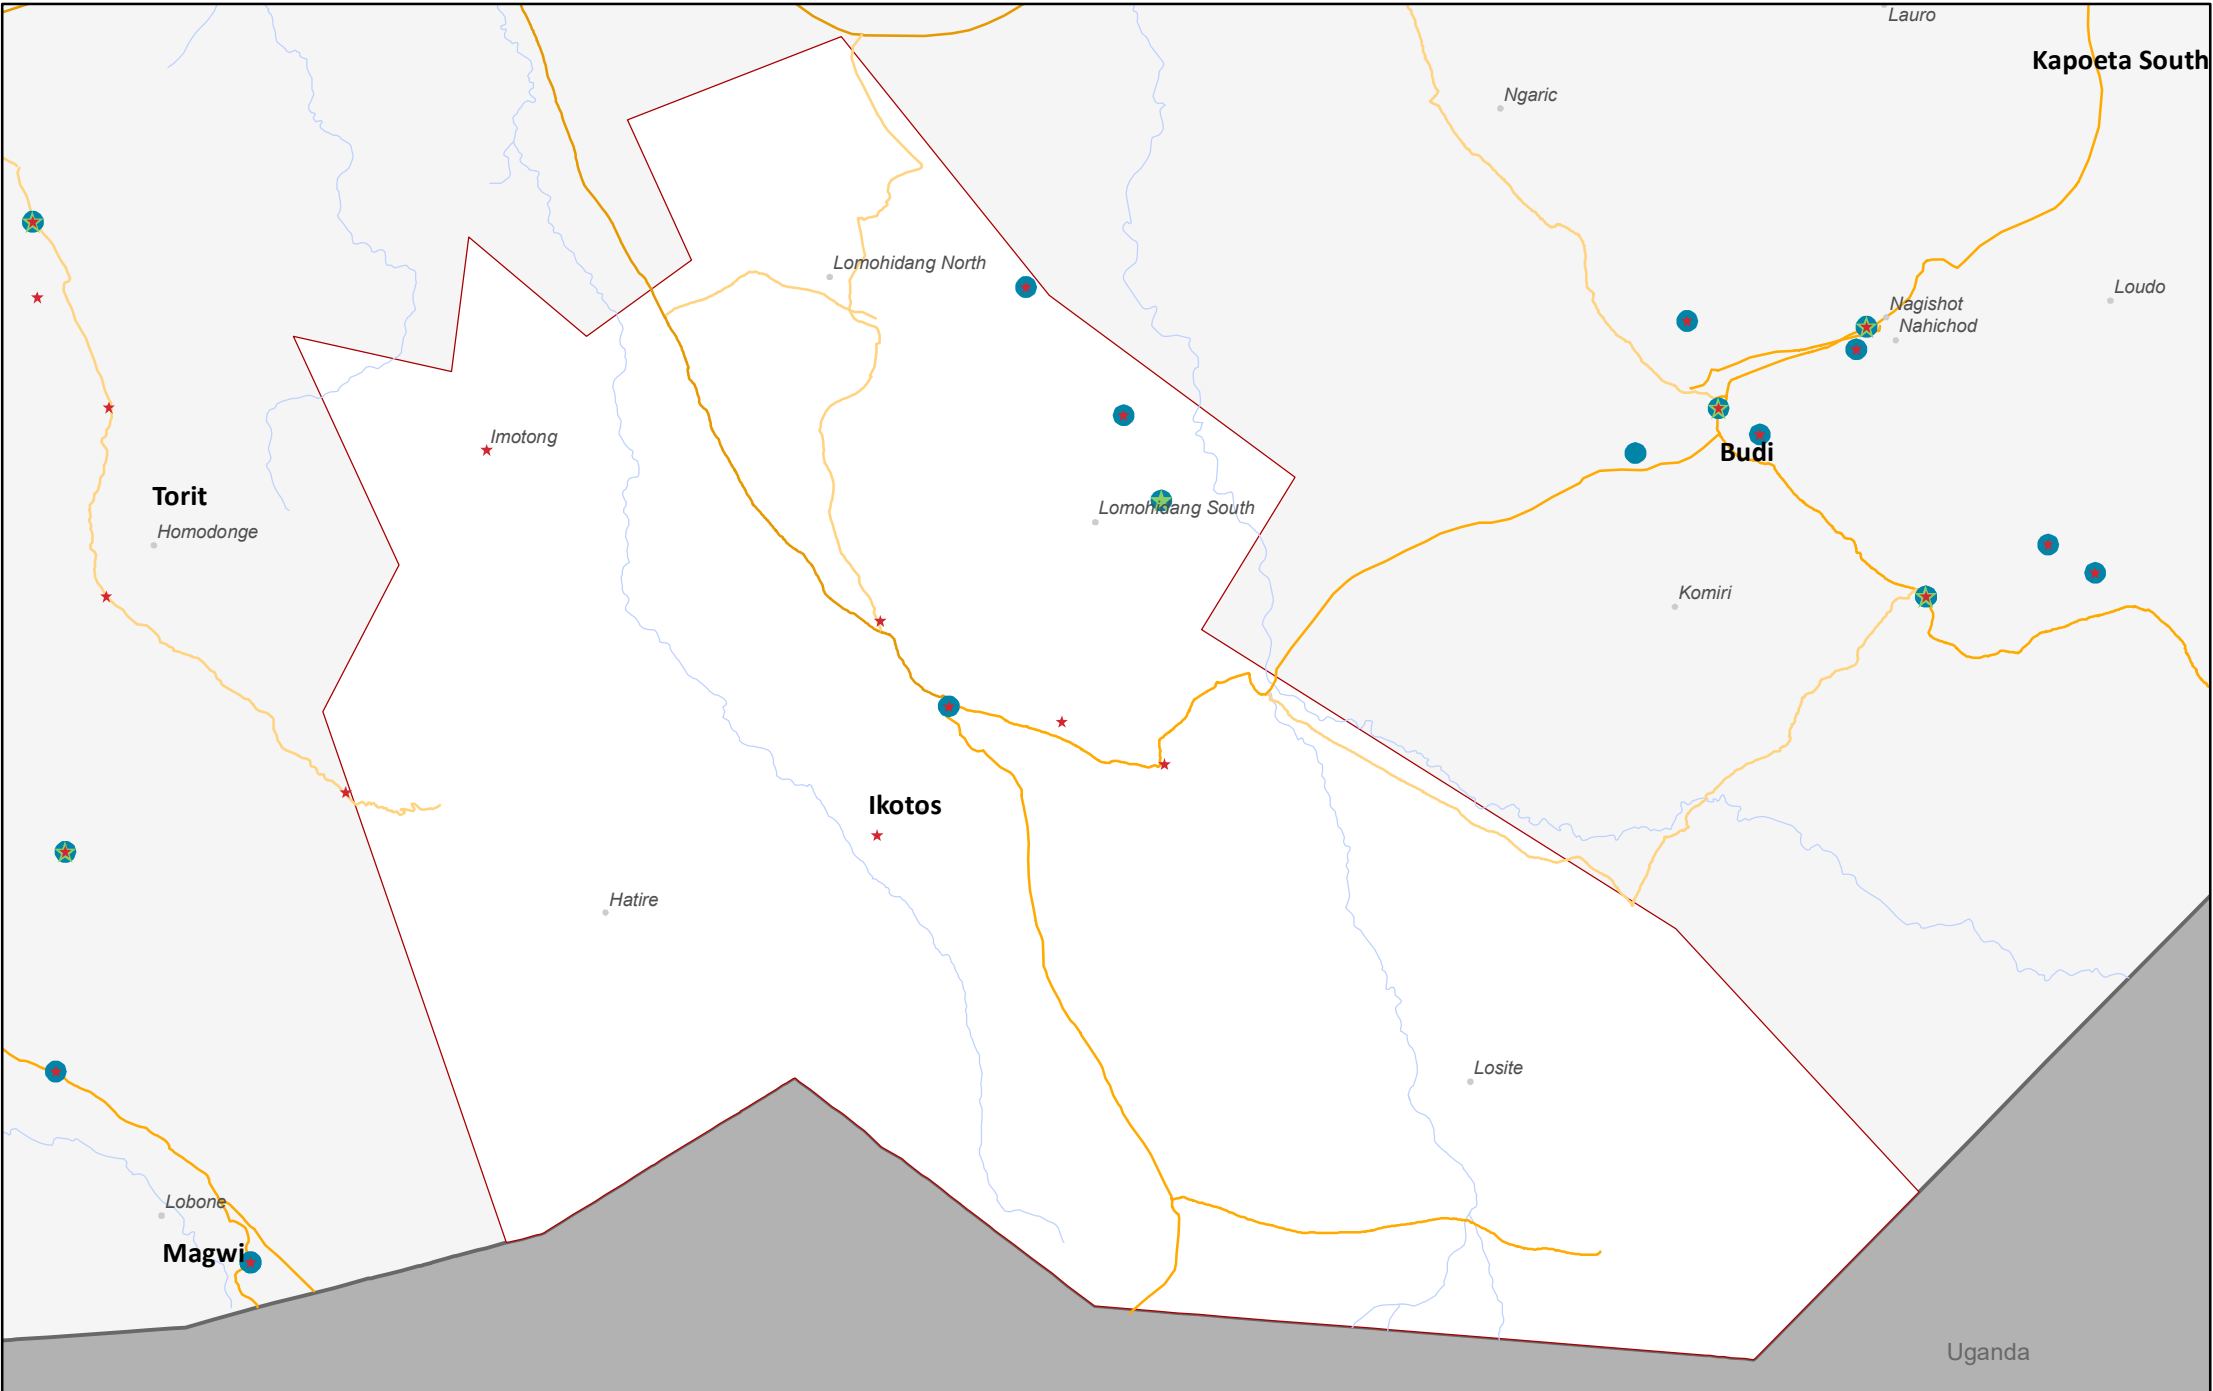 Lauro
Kapoeta South
Ngaric
Lomohidang North
Loudo
Nagishot
Nahichod
Imotong
Budi
Torit
Lomohidang South
Homodonge
Komiri
Ikotos
Hatire
Losite
Lobone
Magwi
Uganda